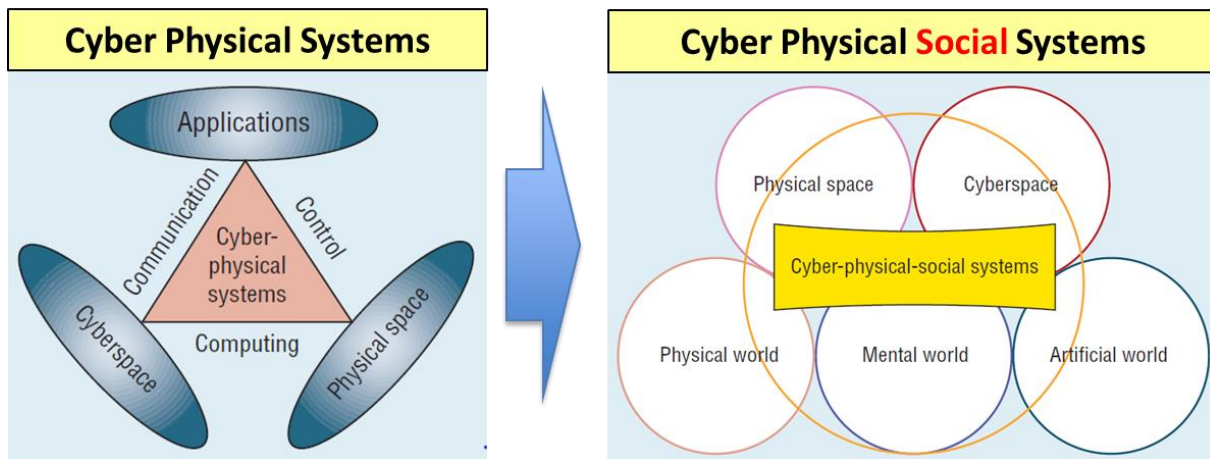 Cyber Physical Systems
Applications
Communication
Control
Cyber-
physical
systems
Cyberspace
Computing
Physical space
Cyber Physical Social Systems
Physical space
Cyberspace
Cyber-physical-social systems
Physical world
Mental world
Artificial world